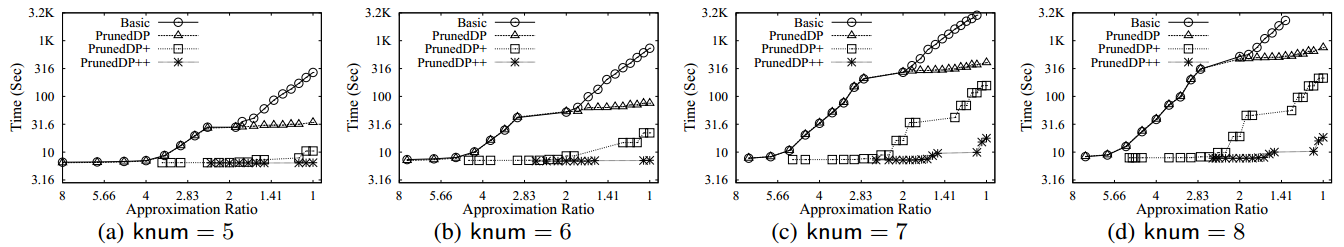 3.2K
1K
316
100
31.6
10
3.16
Time (Sec)
Basic
PrunedDP
PrunedDP+
PrunedDP++
8 5.66 4 2.83 2 1.41 1
Approximation Ratio
(a) knum = 5
3.2K
1K
316
100
31.6
10
3.16
Time (Sec)
Basic
PrunedDP
PrunedDP+
PrunedDP++
8 5.66 4 2.83 2 1.41 1
Approximation Ratio
(b) knum = 6
3.2K
1K
316
100
31.6
10
3.16
Time (Sec)
Basic
PrunedDP
PrunedDP+
PrunedDP++
8 5.66 4 2.83 2 1.41 1
Approximation Ratio
(c) knum = 7
3.2K
1K
316
100
31.6
10
3.16
Time (Sec)
Basic
PrunedDP
PrunedDP+
PrunedDP++
8 5.66 4 2.83 2 1.41 1
Approximation Ratio
(d) knum = 8